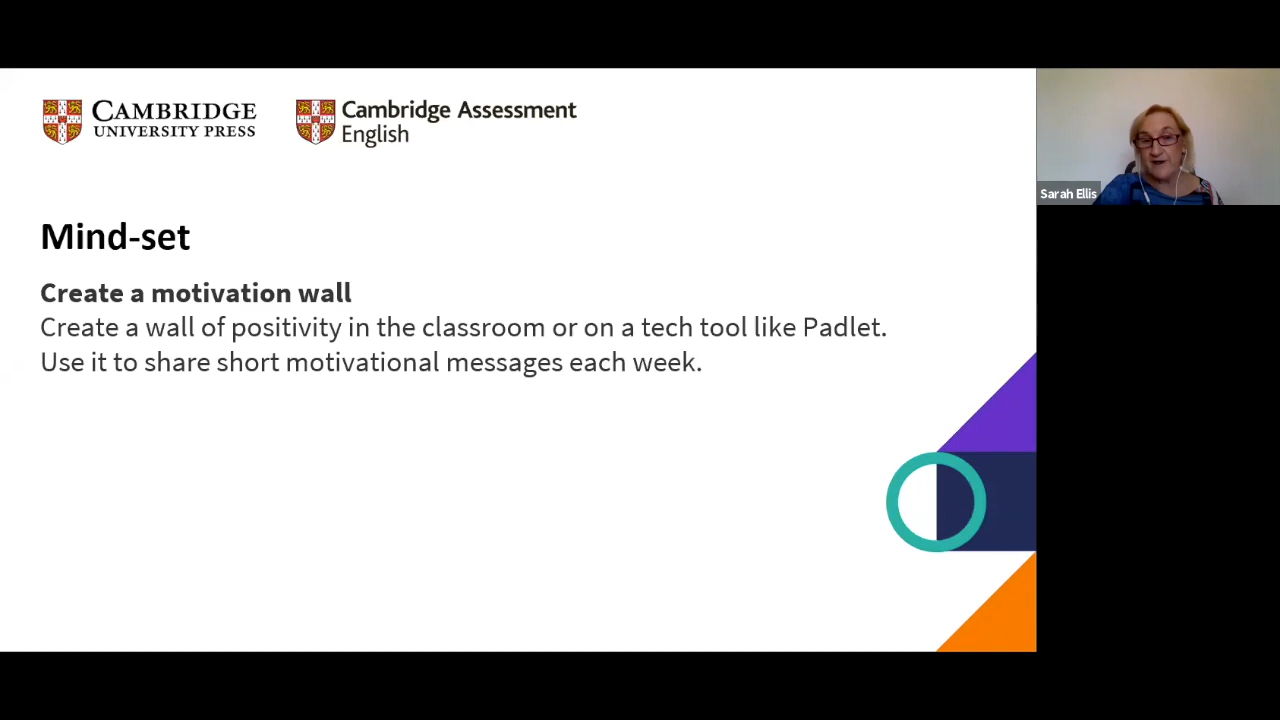 CAMBRIDGE
UNIVERSITY PRESS
Cambridge Assessment
English
Sarah Ellis
Mind-set
Create a motivation wall
Create a wall of positivity in the classroom or on a tech tool like Padlet.
Use it to share short motivational messages each week.